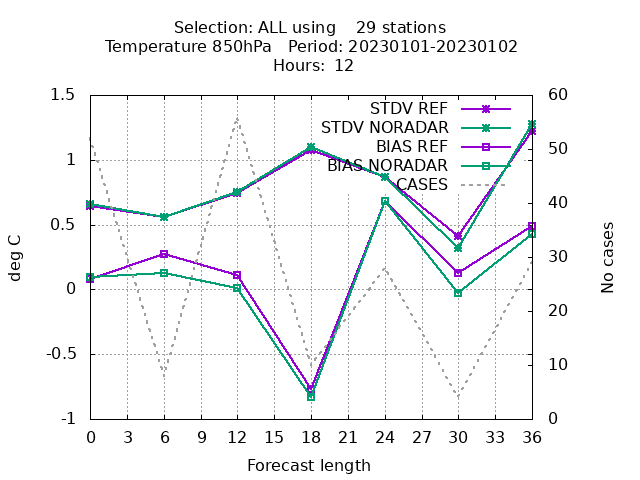 Selection: ALL using    29 stations
Temperature 850hPa   Period: 20230101-20230102
Hours: 12
1.5
1
0.5
0
-0.5
-1
deg C
60
50
40
30
20
10
0
No cases
STDV REF
STDV NORADAR
BIAS REF
BIAS NORADAR
CASES
0 3 6 9 12 15 18 21 24 27 30 33 36
Forecast length